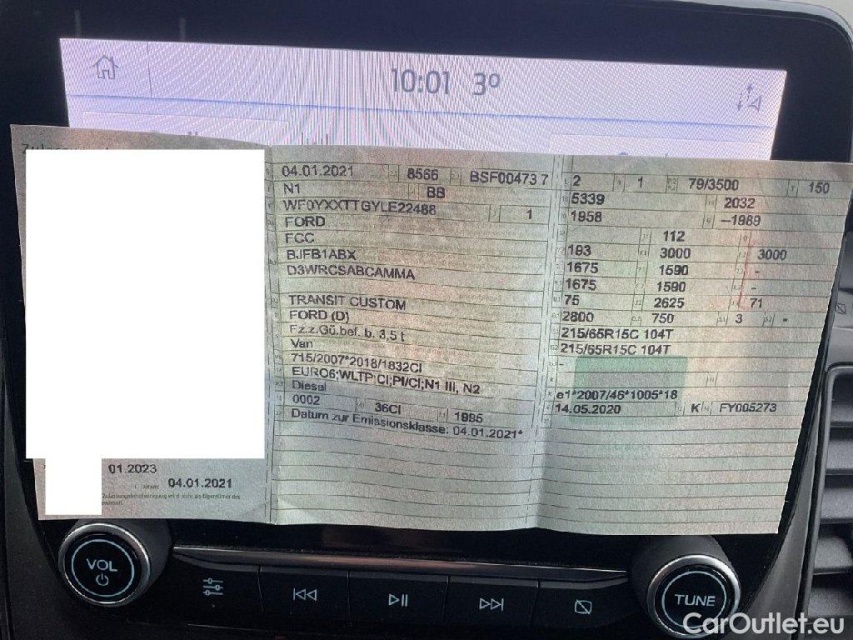 10:01 3°
04.01.2021 8566 BSF00473 7
N1 BB
WF0YXXTTGYLE22488 1
FORD
FCC
BJFB1ABX
D3WRCSABCAMMA
TRANSIT CUSTOM
FORD (D)
Fz.z.Gü.bef. b. 3,5 t
Van
715/2007*2018/1832CI
EURO6;WLTP;CI;PI/CI;N1 III, N2
Diesel
0002 36CI 1995
Datum zur Emissionsklasse: 04.01.2021*
2 1 79/3500 150
5339 2032
1958 –1989
112
193 3000 3000
1675 1590 -
1675 1590 -
75 2625 71
2800 750 3 -
215/65R15C 104T
215/65R15C 104T
-
e1*2007/46*1005*18
14.05.2020 K FY005273
01.2023
04.01.2021
VOL
TUNE
CarOutlet.eu